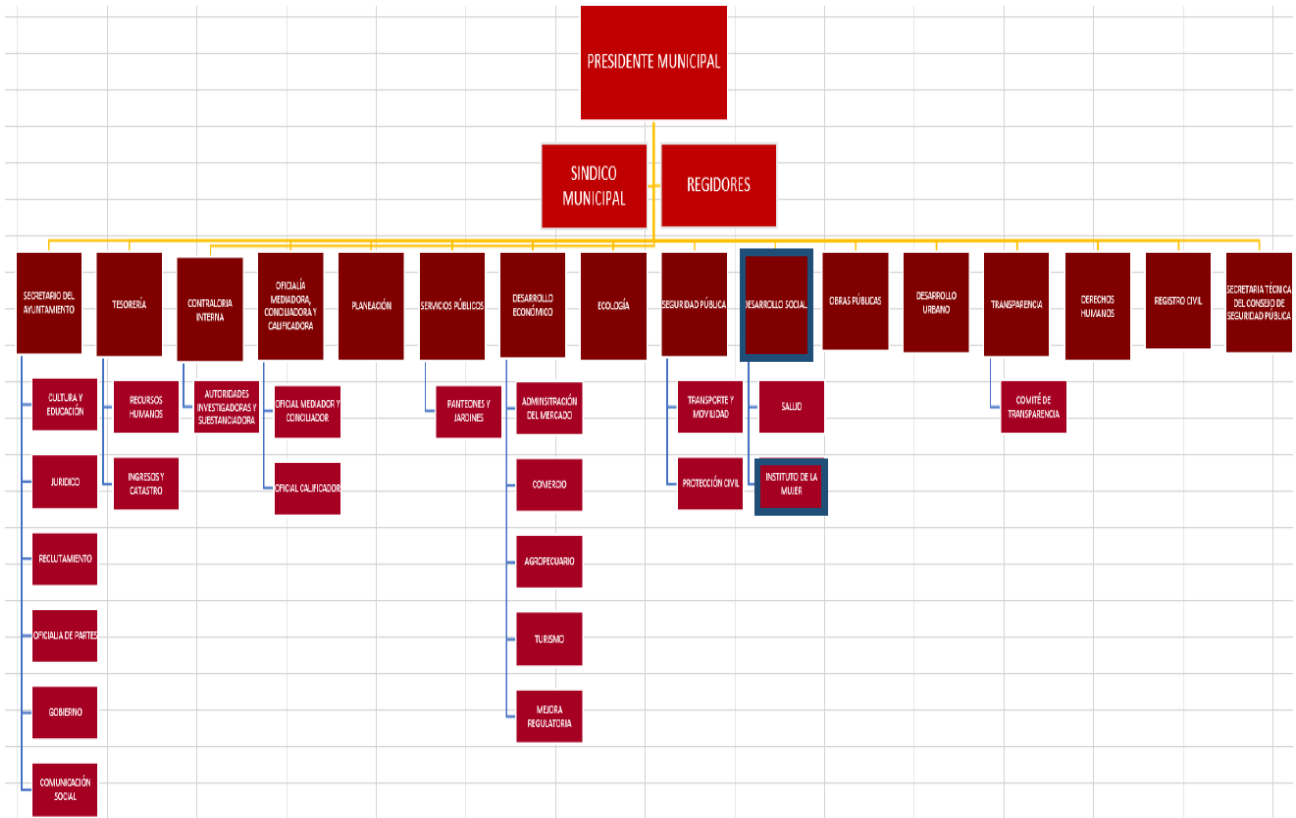 PRESIDENTE MUNICIPAL
SINDICO
MUNICIPAL
REGIDORES
SECRETARIO DEL
AYUNTAMIENTO
TESORERÍA
CONTRALORIA
INTERNA
OFICIALÍA
MEDIADORA,
CONCILIADORA Y
CALIFICADORA
PLANEACIÓN
SERVICIOS PÚBLICOS
DESARROLLO
ECONÓMICO
ECOLOGÍA
SEGURIDAD PÚBLICA
DESARROLLO SOCIAL
OBRAS PÚBLICAS
DESARROLLO
URBANO
TRANSPARENCIA
DERECHOS
HUMANOS
REGISTRO CIVIL
SECRETARIA TÉCNICA
DEL CONSEJO DE
SEGURIDAD PÚBLICA
CULTURA Y
EDUCACIÓN
RECURSOS
HUMANOS
AUTORIDADES
INVESTIGADORAS Y
SUBSTANCIADORA
OFICIAL MEDIADOR Y
CONCILIADOR
PANTEONES Y
JARDINES
ADMINSITRACIÓN
DEL MERCADO
TRANSPORTE Y
MOVILIDAD
SALUD
COMITÉ DE
TRANSPARENCIA
JURIDICO
INGRESOS Y
CATASTRO
OFICIAL CALIFICADOR
COMERCIO
PROTECCIÓN CIVIL
INSTITUTO DE LA
MUJER
RECLUTAMIENTO
AGROPECUARIO
OFICIALIA DE PARTES
TURISMO
GOBIERNO
MEJORA
REGULATORIA
COMUNICACIÓN
SOCIAL